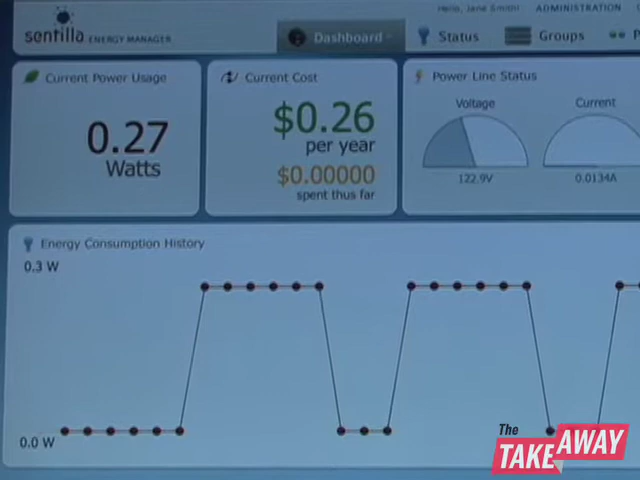 Hello, Jane Smith!
ADMINISTRATION
sentilla ENERGY MANAGER
Dashboard
Status
Groups
Current Power Usage
0.27
Watts
Current Cost
$0.26
per year
$0.00000
spent thus far
Power Line Status
Voltage
Current
122.9V
0.0134A
Energy Consumption History
0.3 W
0.0 W
The
TAKE AWAY